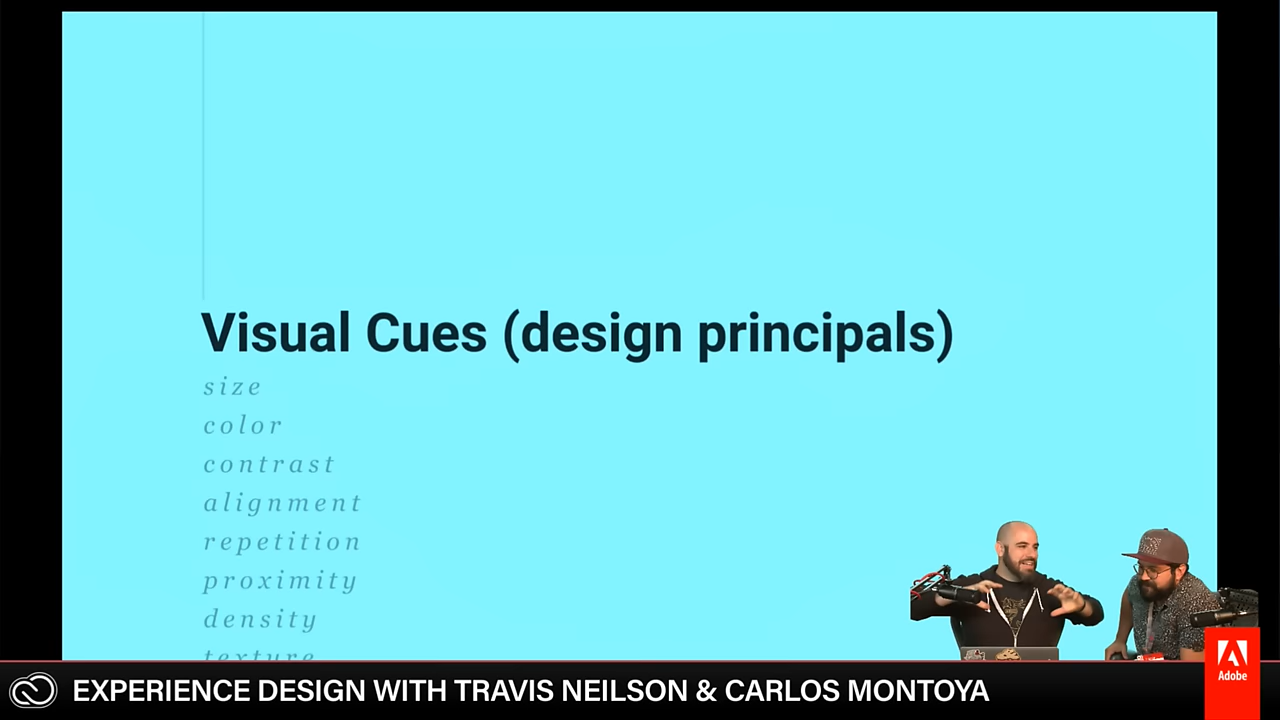 Visual Cues (design principals)
size
color
contrast
alignment
repetition
proximity
density
texture
EXPERIENCE DESIGN WITH TRAVIS NEILSON & CARLOS MONTOYA
Adobe